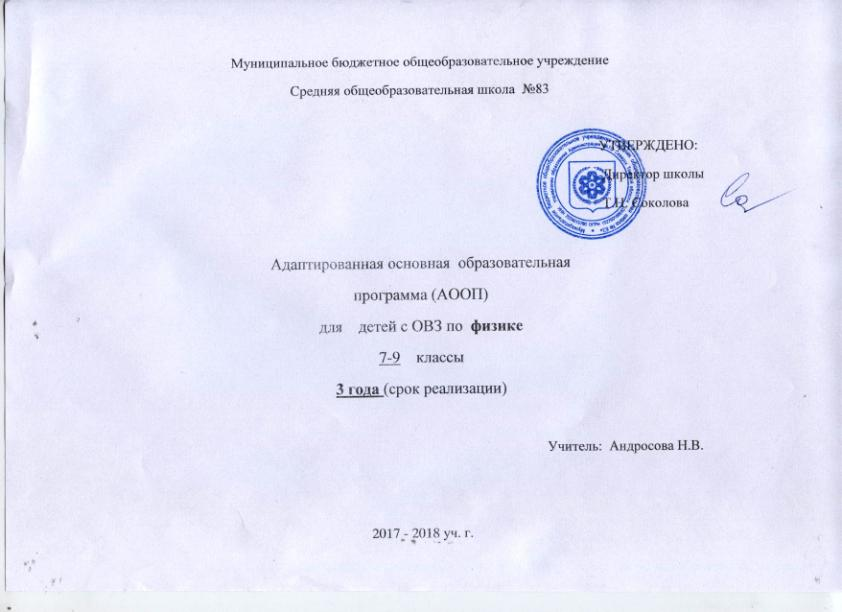 Муниципальное бюджетное общеобразовательное учреждение
Средняя общеобразовательная школа №83
УТВЕРЖДЕНО:
Директор школы
Т.Н. Соколова
Адаптированная основная образовательная
программа (АООП)
для детей с ОВЗ по физике
7-9 классы
3 года (срок реализации)
Учитель: Андросова Н.В.
2017 - 2018 уч. г.